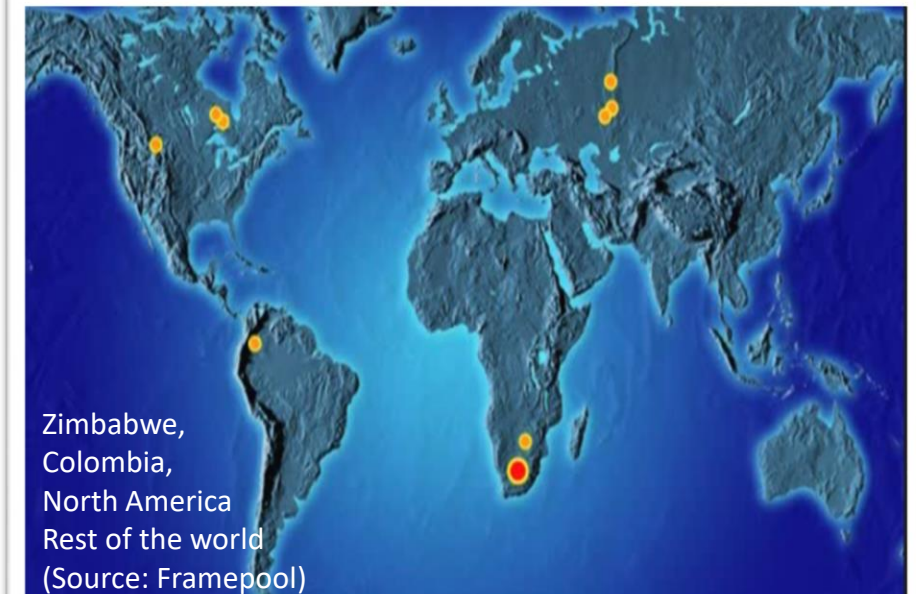 Zimbabwe,
Colombia,
North America
Rest of the world
(Source: Framepool)